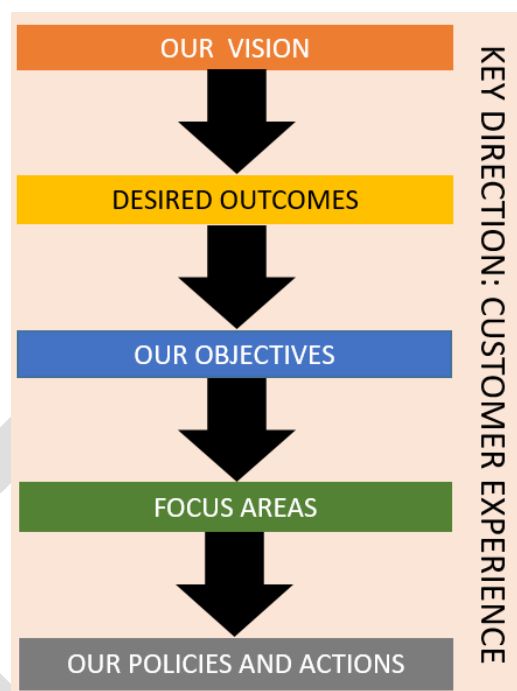 OUR VISION
DESIRED OUTCOMES
OUR OBJECTIVES
FOCUS AREAS
OUR POLICIES AND ACTIONS
KEY DIRECTION: CUSTOMER EXPERIENCE